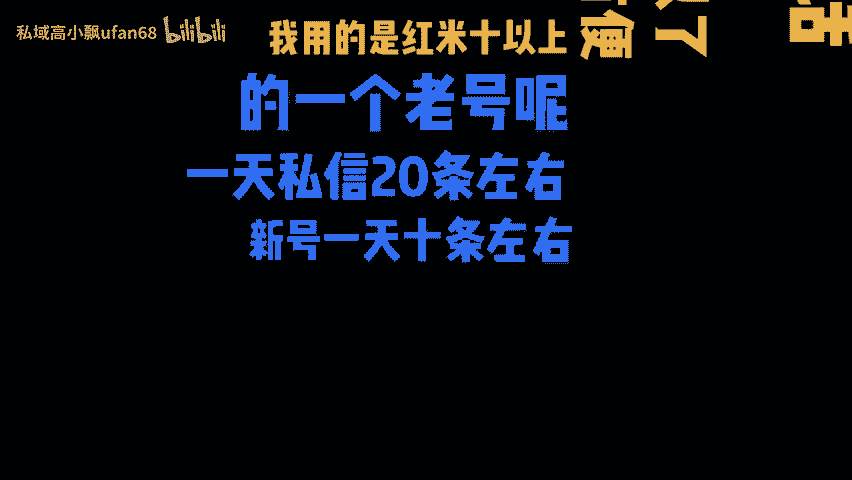 私域高小飘ufan68 bilibili
我用的是红米十以上
的一个老号呢
一天私信20条左右
新号一天十条左右
便
了